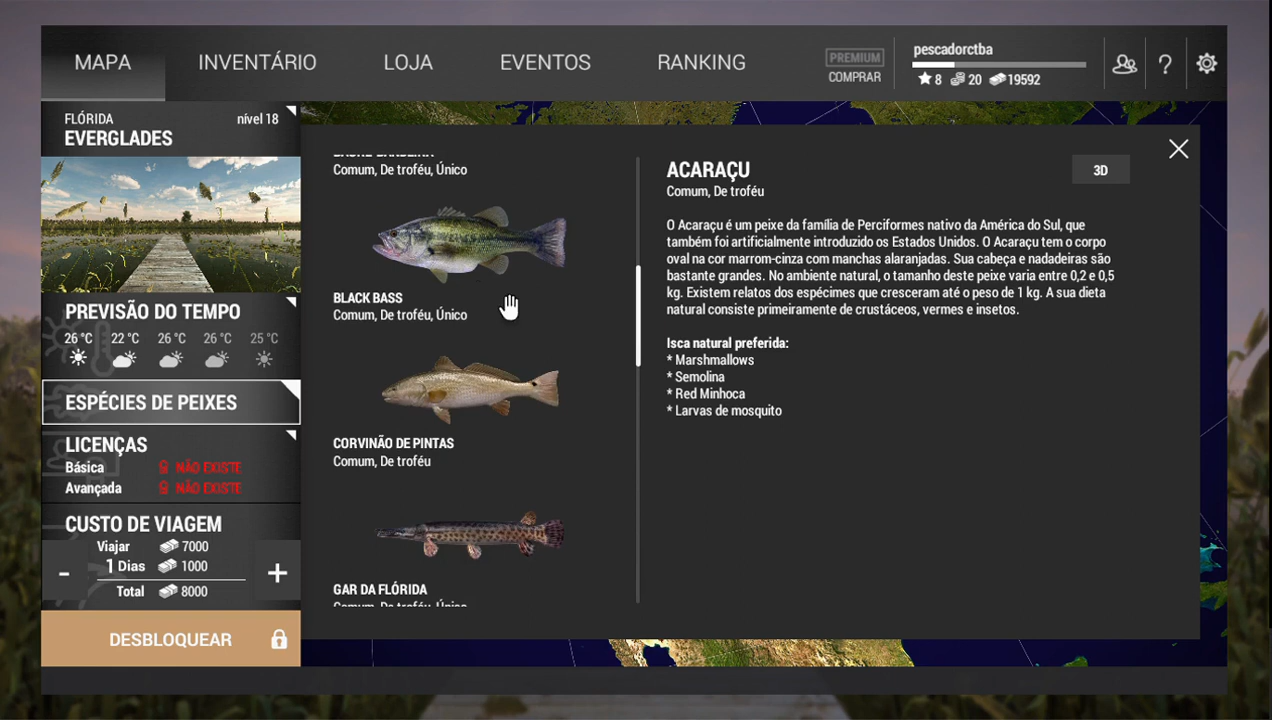 MAPA
INVENTÁRIO
LOJA
EVENTOS
RANKING
PREMIUM
COMPRAR
pescadorctba
8 20 19592
?
FLÓRIDA
nível 18
EVERGLADES
PREVISÃO DO TEMPO
26 °C 22 °C 26 °C 26 °C 25 °C
ESPÉCIES DE PEIXES
LICENÇAS
Básica NÃO EXISTE
Avançada NÃO EXISTE
CUSTO DE VIAGEM
Viajar 7000
- 1 Dias 1000 +
Total 8000
DESBLOQUEAR
Comum, De troféu, Único
BLACK BASS
Comum, De troféu, Único
CORVINÃO DE PINTAS
Comum, De troféu
GAR DA FLÓRIDA
Comum, De troféu, Único
ACARAÇU
3D
Comum, De troféu
O Acaraçu é um peixe da família de Perciformes nativo da América do Sul, que
também foi artificialmente introduzido os Estados Unidos. O Acaraçu tem o corpo
oval na cor marrom-cinza com manchas alaranjadas. Sua cabeça e nadadeiras são
bastante grandes. No ambiente natural, o tamanho deste peixe varia entre 0,2 e 0,5
kg. Existem relatos dos espécimes que cresceram até o peso de 1 kg. A sua dieta
natural consiste primeiramente de crustáceos, vermes e insetos.
Isca natural preferida:
* Marshmallows
* Semolina
* Red Minhoca
* Larvas de mosquito